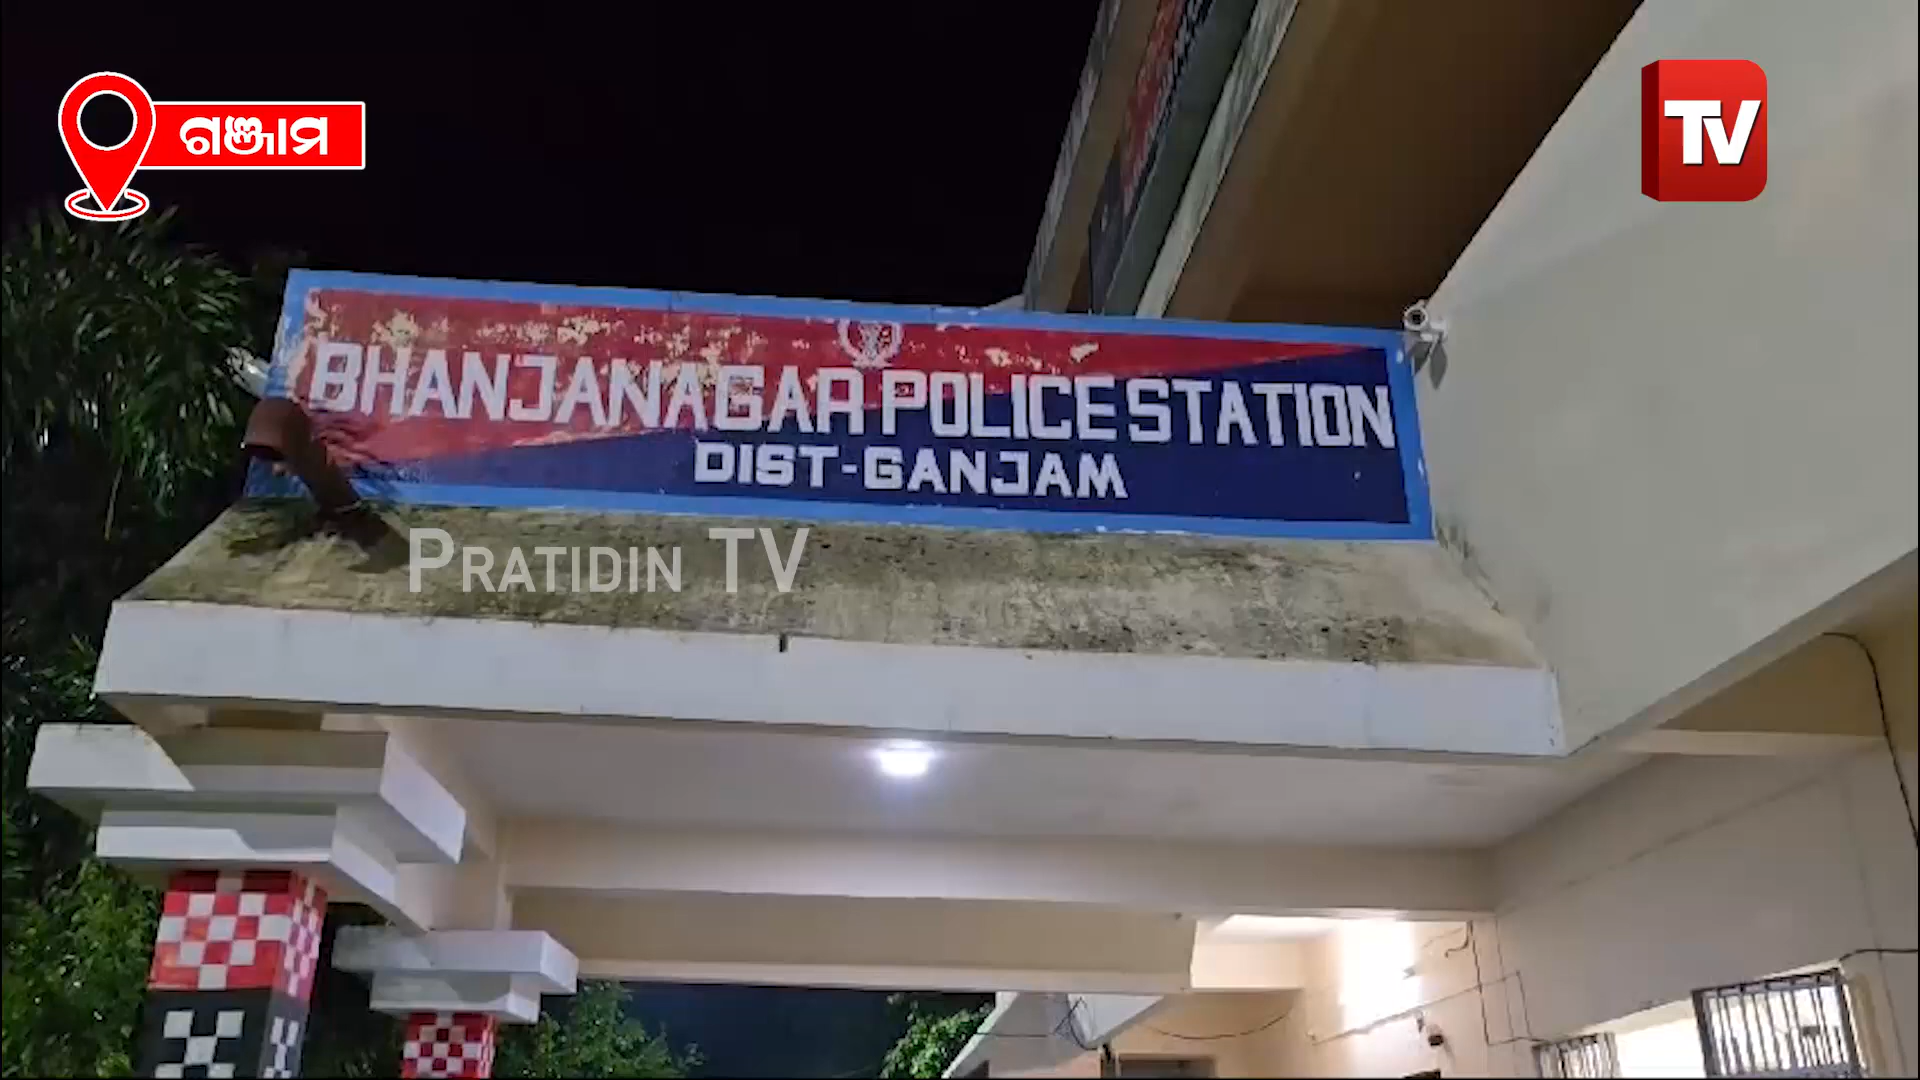 ଗଞ୍ଜାମ
TV
BHANJANAGAR POLICE STATION
DIST-GANJAM
PRATIDIN TV